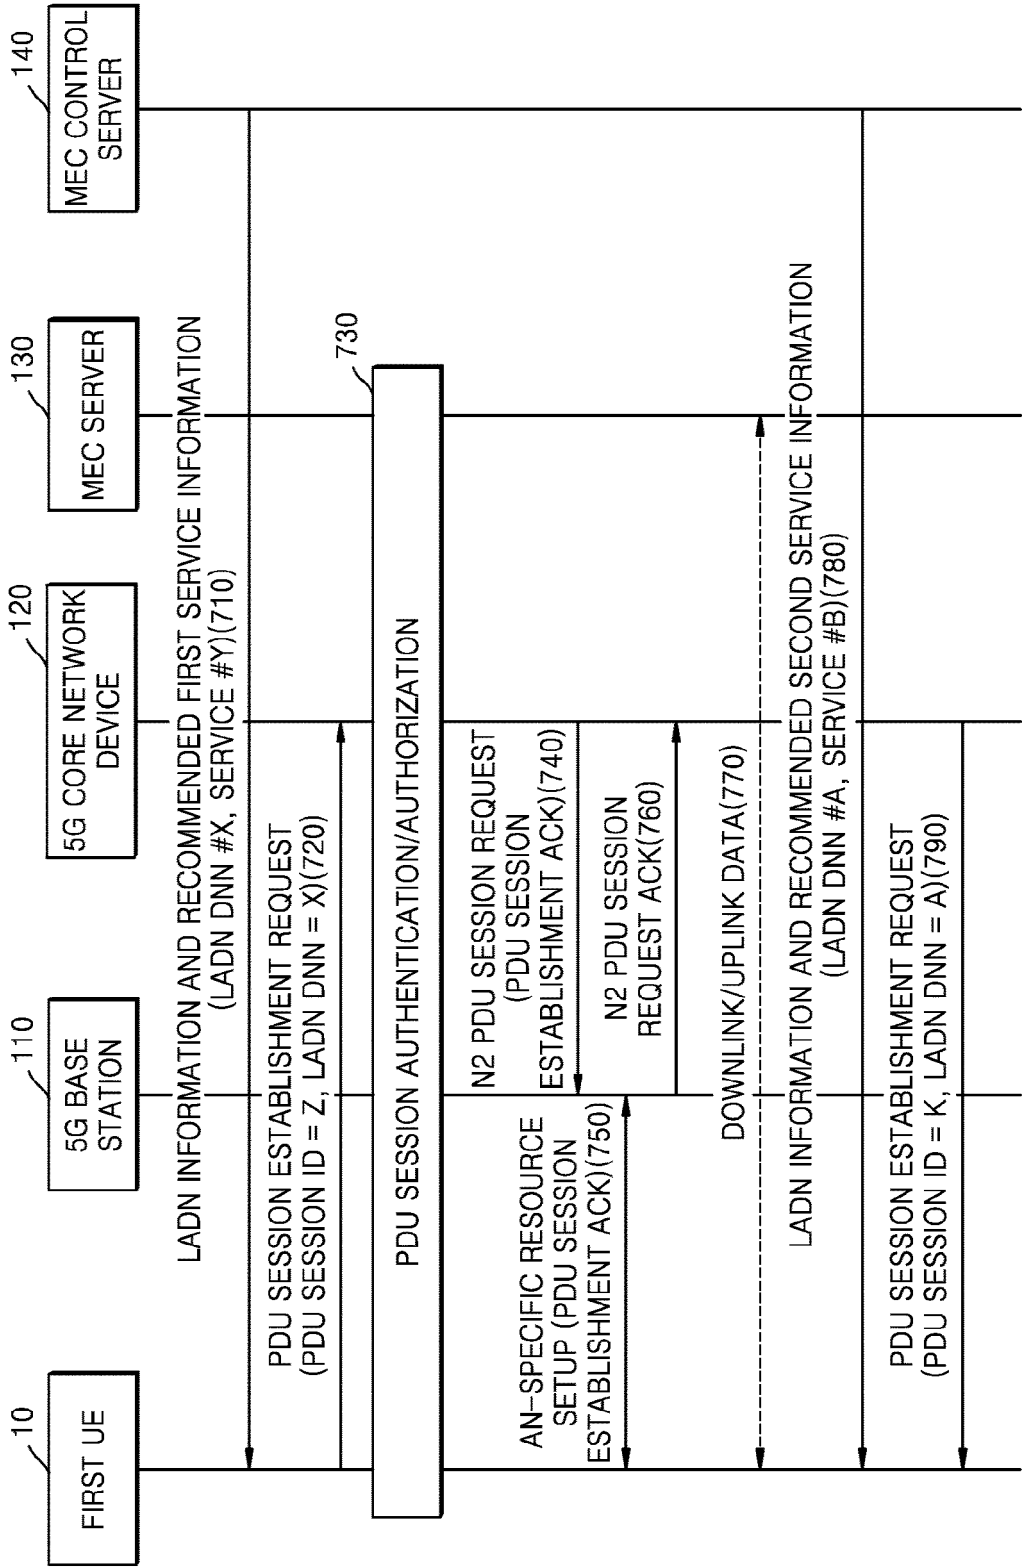 10
FIRST UE
110
5G BASE
STATION
120
5G CORE NETWORK
DEVICE
130
MEC SERVER
140
MEC CONTROL
SERVER
LADN INFORMATION AND RECOMMENDED FIRST SERVICE INFORMATION
(LADN DNN #X, SERVICE #Y)(710)
PDU SESSION ESTABLISHMENT REQUEST
(PDU SESSION ID = Z, LADN DNN = X)(720)
730
PDU SESSION AUTHENTICATION/AUTHORIZATION
N2 PDU SESSION REQUEST
(PDU SESSION
ESTABLISHMENT ACK)(740)
AN-SPECIFIC RESOURCE
SETUP (PDU SESSION
ESTABLISHMENT ACK)(750)
N2 PDU SESSION
REQUEST ACK(760)
DOWNLINK/UPLINK DATA(770)
LADN INFORMATION AND RECOMMENDED SECOND SERVICE INFORMATION
(LADN DNN #A, SERVICE #B)(780)
PDU SESSION ESTABLISHMENT REQUEST
(PDU SESSION ID = K, LADN DNN = A)(790)